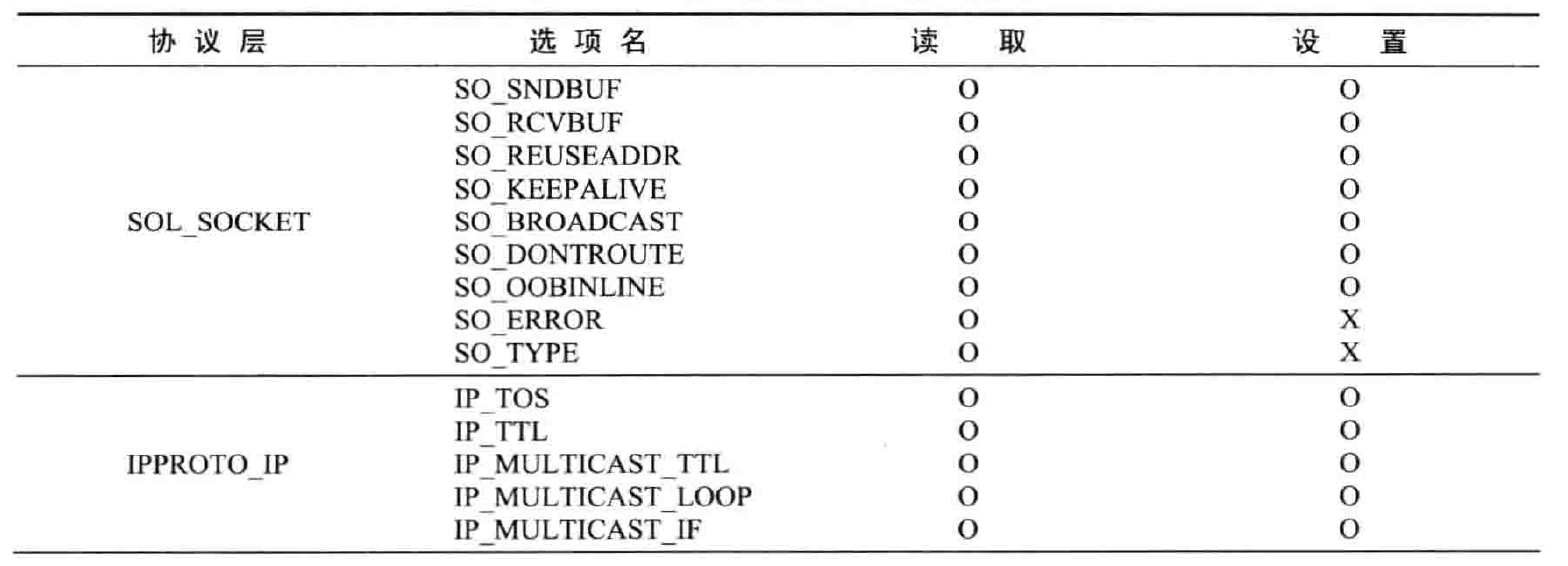 协议层 选项名 读取 设置
SO_SNDBUF O O
SO_RCVBUF O O
SO_REUSEADDR O O
SO_KEEPALIVE O O
SOL_SOCKET SO_BROADCAST O O
SO_DONTROUTE O O
SO_OOBINLINE O O
SO_ERROR O X
SO_TYPE O X
IP_TOS O O
IP_TTL O O
IPPROTO_IP IP_MULTICAST_TTL O O
IP_MULTICAST_LOOP O O
IP_MULTICAST_IF O O